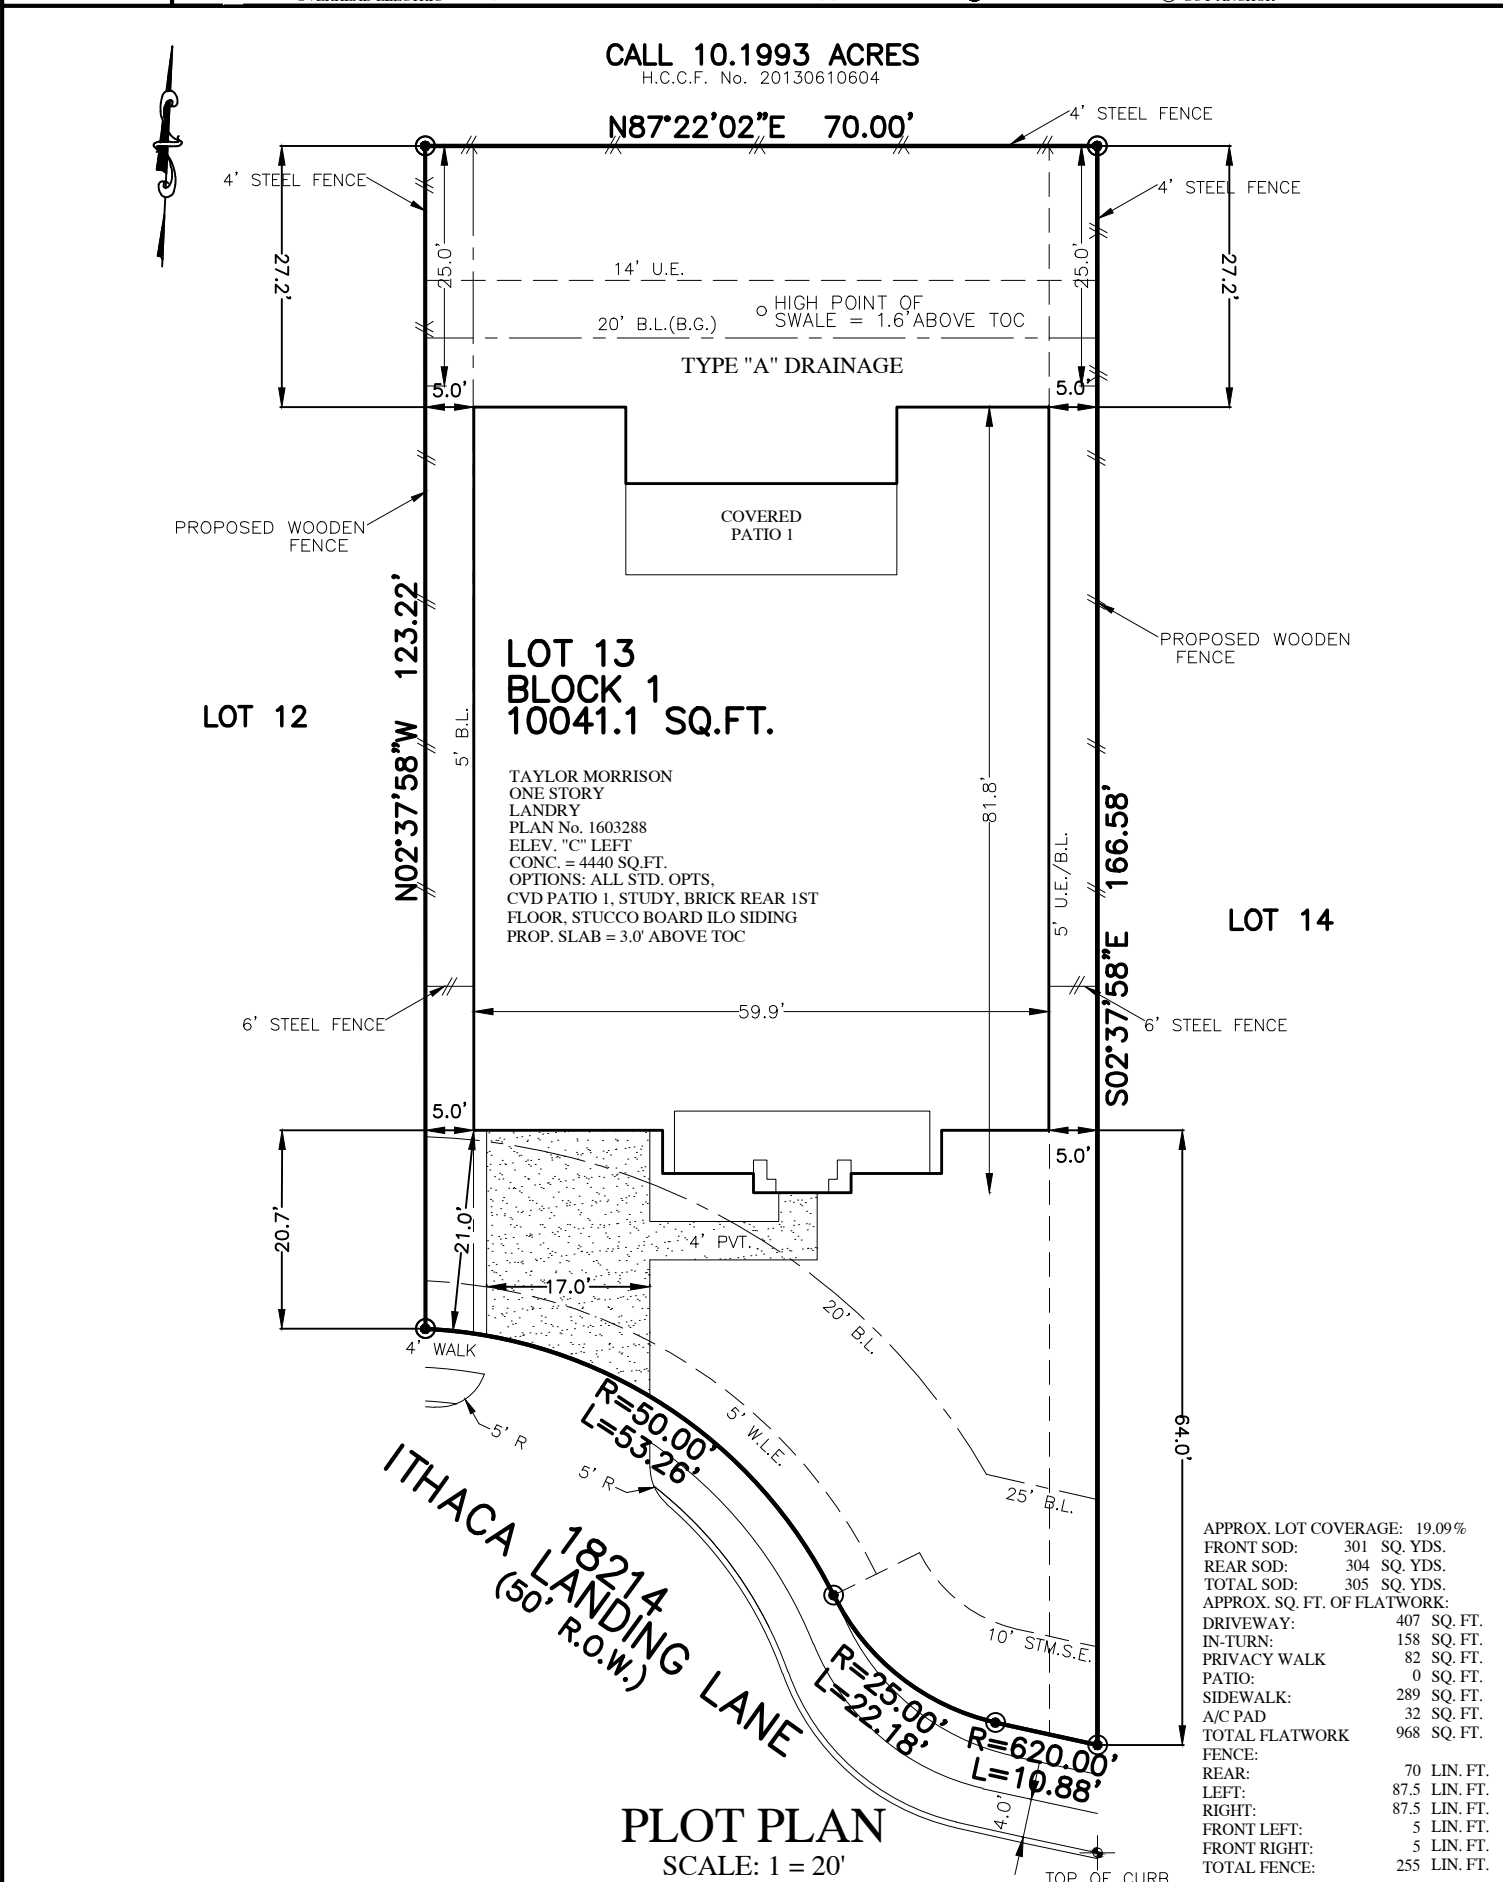 CALL 10.1993 ACRES
H.C.C.F. No. 20130610604
N87°22'02"E 70.00'
4' STEEL FENCE
4' STEEL FENCE
4' STEEL FENCE
27.2'
25.0'
25.0'
27.2'
14' U.E.
HIGH POINT OF
SWALE = 1.6' ABOVE TOC
20' B.L.(B.G.)
TYPE "A" DRAINAGE
5.0'
5.0'
COVERED
PATIO 1
PROPOSED WOODEN
FENCE
N02°37'58"W 123.22'
PROPOSED WOODEN
FENCE
LOT 13
BLOCK 1
10041.1 SQ.FT.
LOT 12
5' B.L.
TAYLOR MORRISON
ONE STORY
LANDRY
PLAN No. 1603288
ELEV. "C" LEFT
CONC. = 4440 SQ.FT.
OPTIONS: ALL STD. OPTS,
CVD PATIO 1, STUDY, BRICK REAR 1ST
FLOOR, STUCCO BOARD ILO SIDING
PROP. SLAB = 3.0' ABOVE TOC
81.8'
5' U.E./B.L.
S02°37'58"E 166.58'
LOT 14
6' STEEL FENCE
59.9'
6' STEEL FENCE
5.0'
5.0'
20.7'
21.0'
4' PVT.
17.0'
20' B.L.
4' WALK
R=50.00'
L=53.26'
5' W.L.E.
5' R
5' R
64.0'
25' B.L.
18214
ITHACA LANDING LANE
(50' R.O.W.)
10' STM.S.E.
R=25.00'
L=22.18'
R=620.00'
L=10.88'
4.0'
TOP OF CURB
PLOT PLAN
SCALE: 1 = 20'
APPROX. LOT COVERAGE: 19.09%
FRONT SOD: 301 SQ. YDS.
REAR SOD: 304 SQ. YDS.
TOTAL SOD: 305 SQ. YDS.
APPROX. SQ. FT. OF FLATWORK:
DRIVEWAY: 407 SQ. FT.
IN-TURN: 158 SQ. FT.
PRIVACY WALK 82 SQ. FT.
PATIO: 0 SQ. FT.
SIDEWALK: 289 SQ. FT.
A/C PAD 32 SQ. FT.
TOTAL FLATWORK 968 SQ. FT.
FENCE:
REAR: 70 LIN. FT.
LEFT: 87.5 LIN. FT.
RIGHT: 87.5 LIN. FT.
FRONT LEFT: 5 LIN. FT.
FRONT RIGHT: 5 LIN. FT.
TOTAL FENCE: 255 LIN. FT.